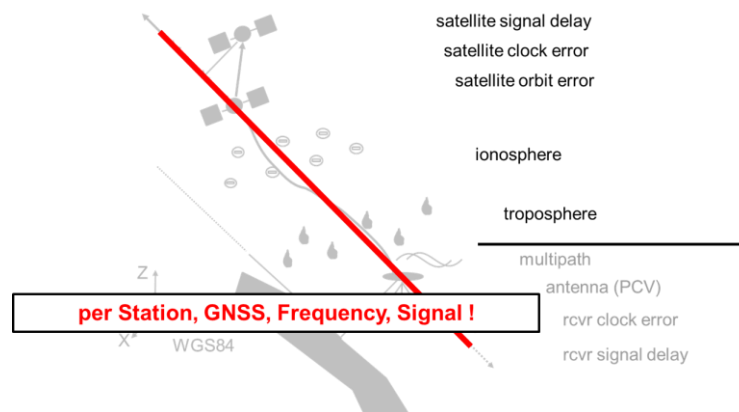 satellite signal delay
satellite clock error
satellite orbit error
ionosphere
troposphere
multipath
Z
antenna (PCV)
per Station, GNSS, Frequency, Signal !
rcvr clock error
X
WGS84
rcvr signal delay